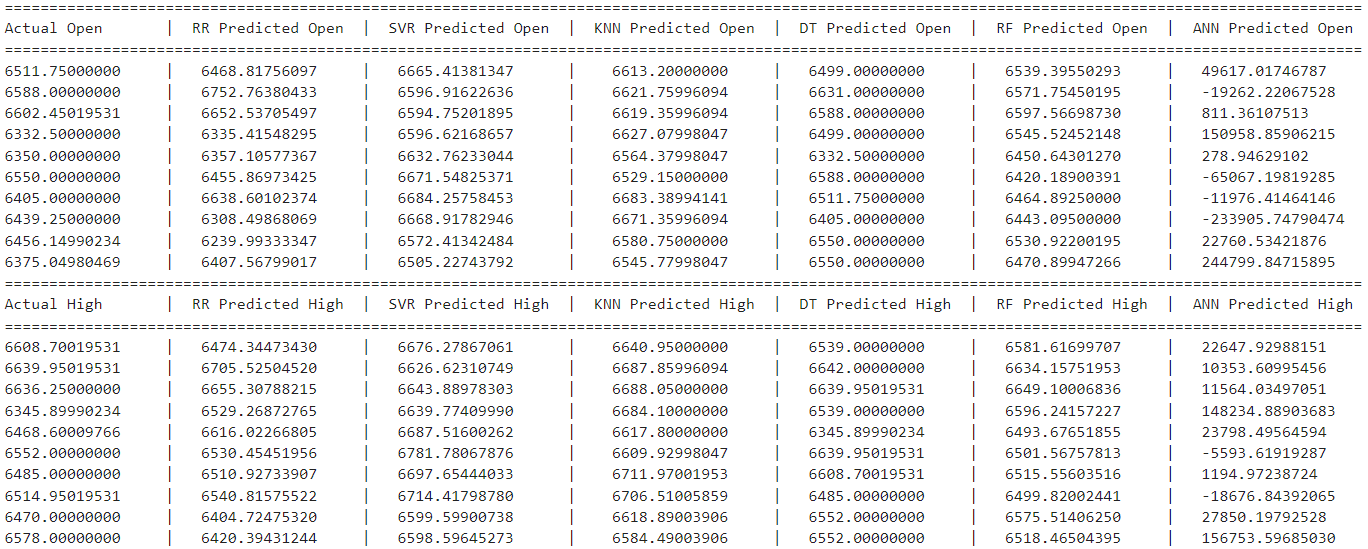 Actual Open | RR Predicted Open | SVR Predicted Open | KNN Predicted Open | DT Predicted Open | RF Predicted Open | ANN Predicted Open
6511.75000000 | 6468.81756097 | 6665.41381347 | 6613.20000000 | 6499.00000000 | 6539.39550293 | 49617.01746787
6588.00000000 | 6752.76380433 | 6596.91622636 | 6621.75996094 | 6631.00000000 | 6571.75450195 | -19262.22067528
6602.45019531 | 6652.53705497 | 6594.75201895 | 6619.35996094 | 6588.00000000 | 6597.56698730 | 811.36107513
6332.50000000 | 6335.41548295 | 6596.62168657 | 6627.07998047 | 6499.00000000 | 6545.52452148 | 150958.85906215
6350.00000000 | 6357.10577367 | 6632.76233044 | 6564.37998047 | 6332.50000000 | 6450.64301270 | 278.94629102
6550.00000000 | 6455.86973425 | 6671.54825371 | 6529.15000000 | 6588.00000000 | 6420.18900391 | -65067.19819285
6405.00000000 | 6638.60102374 | 6684.25758453 | 6683.38994141 | 6511.75000000 | 6464.89250000 | -11976.41464146
6439.25000000 | 6308.49868069 | 6668.91782946 | 6671.35996094 | 6405.00000000 | 6443.09500000 | -233905.74790474
6456.14990234 | 6239.99333347 | 6572.41342484 | 6580.75000000 | 6550.00000000 | 6530.92200195 | 22760.53421876
6375.04980469 | 6407.56799017 | 6505.22743792 | 6545.77998047 | 6550.00000000 | 6470.89947266 | 244799.84715895
Actual High | RR Predicted High | SVR Predicted High | KNN Predicted High | DT Predicted High | RF Predicted High | ANN Predicted High
6608.70019531 | 6474.34473430 | 6676.27867061 | 6640.95000000 | 6539.00000000 | 6581.61699707 | 22647.92988151
6639.95019531 | 6705.52504520 | 6626.62310749 | 6687.85996094 | 6642.00000000 | 6634.15751953 | 10353.60995456
6636.25000000 | 6655.30788215 | 6643.88978303 | 6688.05000000 | 6639.95019531 | 6649.10006836 | 11564.03497051
6345.89990234 | 6529.26872765 | 6639.77409990 | 6684.10000000 | 6539.00000000 | 6596.24157227 | 148234.88903683
6468.60009766 | 6616.02266805 | 6687.51600262 | 6617.80000000 | 6345.89990234 | 6493.67651855 | 23798.49564594
6552.00000000 | 6530.45451956 | 6781.78067876 | 6609.92998047 | 6639.95019531 | 6501.56757813 | -5593.61919287
6485.00000000 | 6510.92733907 | 6697.65444033 | 6711.97001953 | 6608.70019531 | 6515.55603516 | 1194.97238724
6514.95019531 | 6540.81575522 | 6714.41798780 | 6706.51005859 | 6485.00000000 | 6499.82002441 | -18676.84392065
6470.00000000 | 6404.72475320 | 6599.59900738 | 6618.89003906 | 6552.00000000 | 6575.51406250 | 27850.19792528
6578.00000000 | 6420.39431244 | 6598.59645273 | 6584.49003906 | 6552.00000000 | 6518.46504395 | 156753.59685030